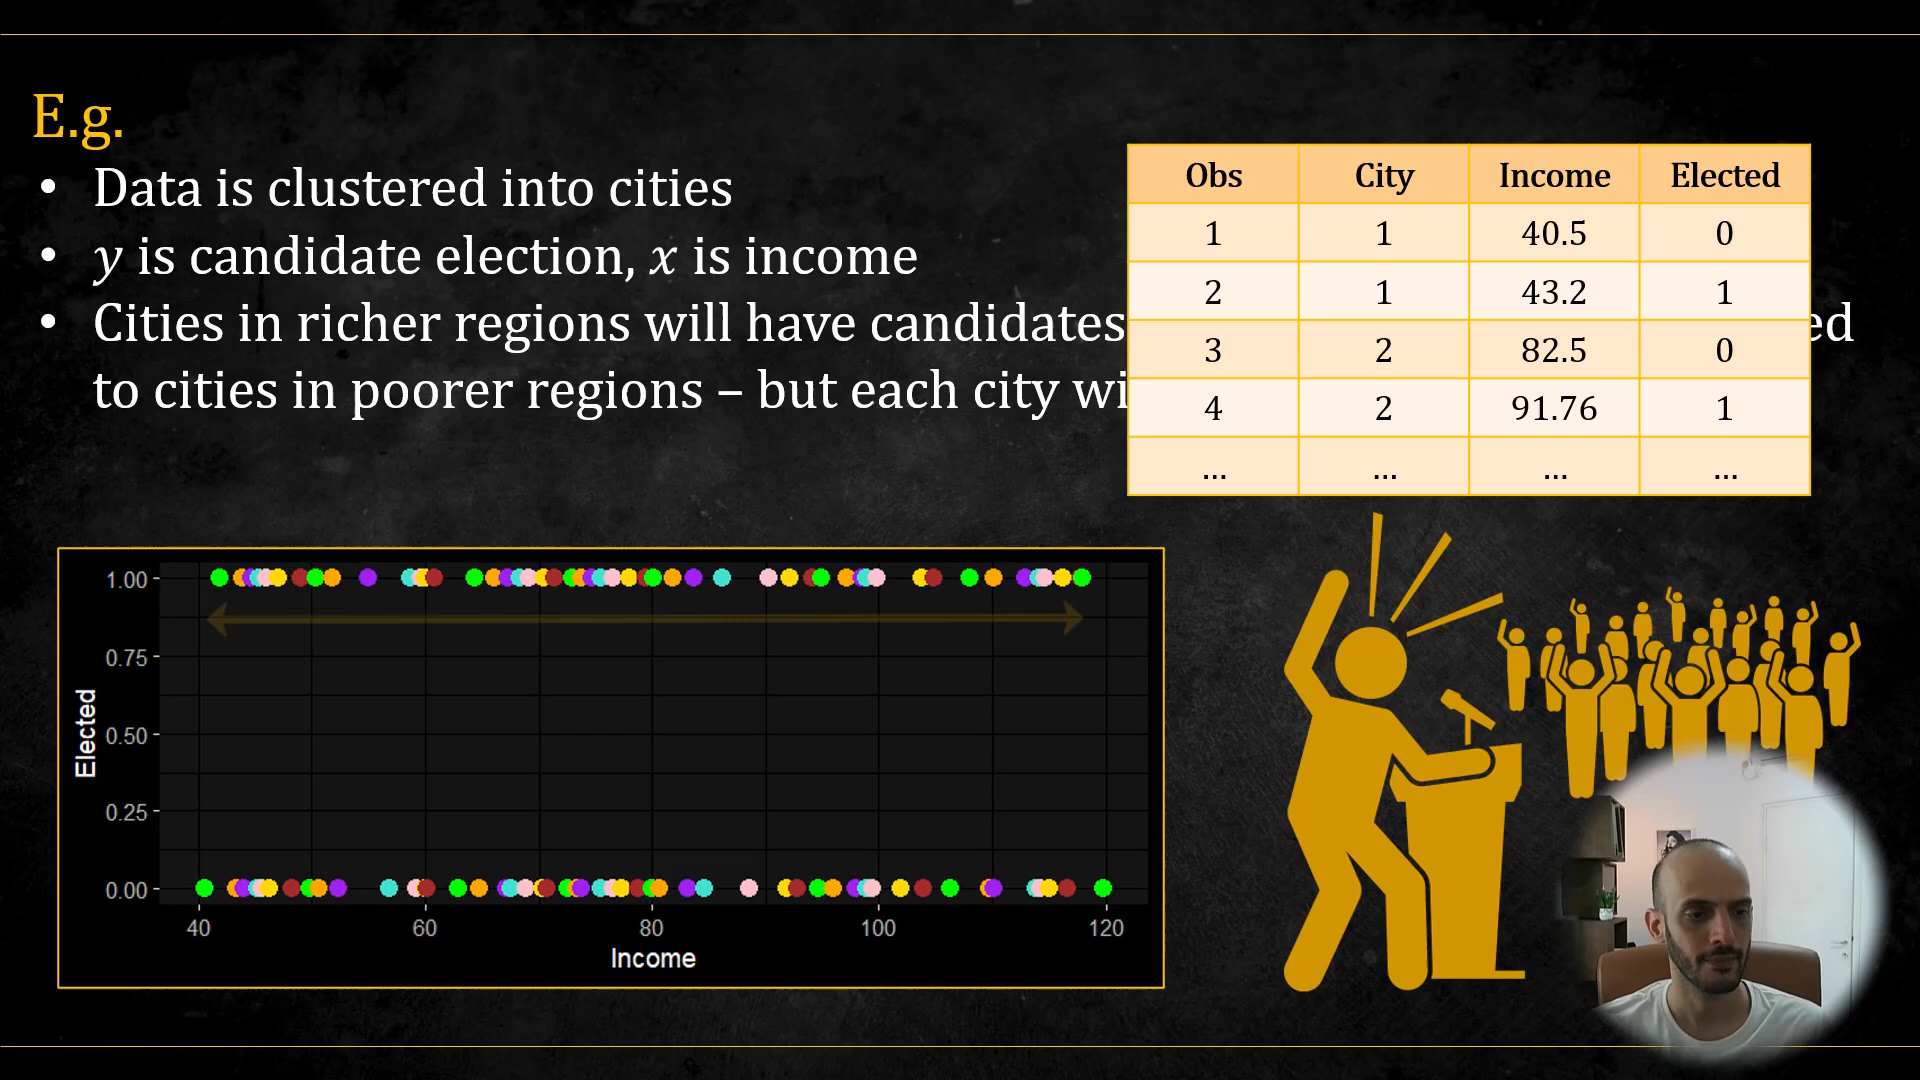 E.g.
• Data is clustered into cities
• y is candidate election, x is income
• Cities in richer regions will have candidates ed
to cities in poorer regions – but each city wi
Obs City Income Elected
1 1 40.5 0
2 1 43.2 1
3 2 82.5 0
4 2 91.76 1
... ... ... ...
1.00
0.75
0.50
0.25
0.00
Elected
40 60 80 100 120
Income